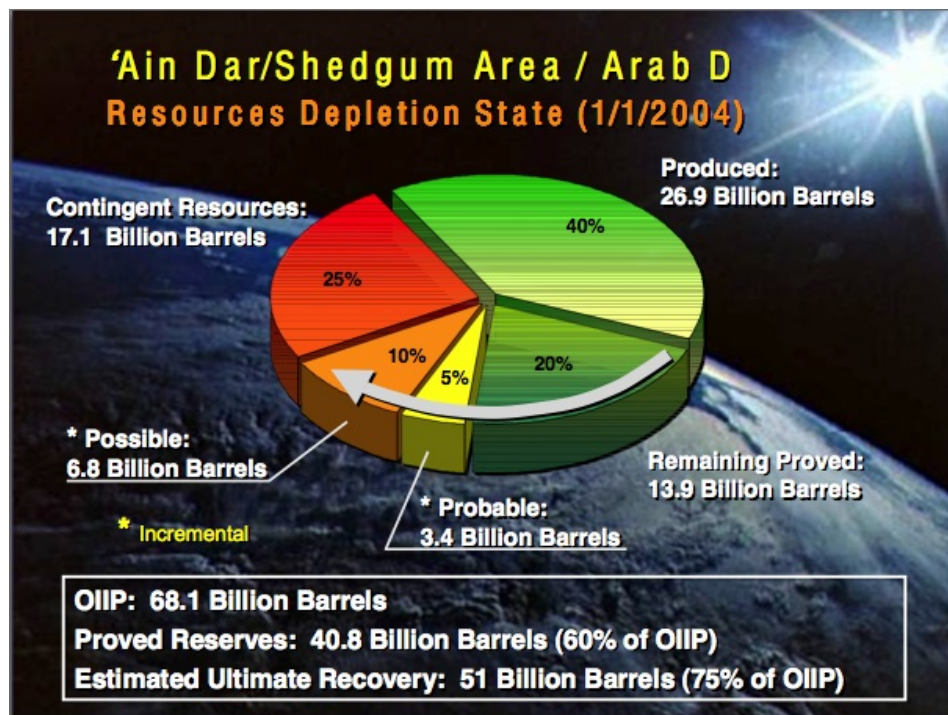 ‘Ain Dar/Shedgum Area / Arab D
Resources Depletion State (1/1/2004)
Produced:
26.9 Billion Barrels
Contingent Resources:
17.1 Billion Barrels
40%
25%
10%
5%
20%
* Possible:
6.8 Billion Barrels
Remaining Proved:
13.9 Billion Barrels
* Probable:
3.4 Billion Barrels
* Incremental
OIIP: 68.1 Billion Barrels
Proved Reserves: 40.8 Billion Barrels (60% of OIIP)
Estimated Ultimate Recovery: 51 Billion Barrels (75% of OIIP)